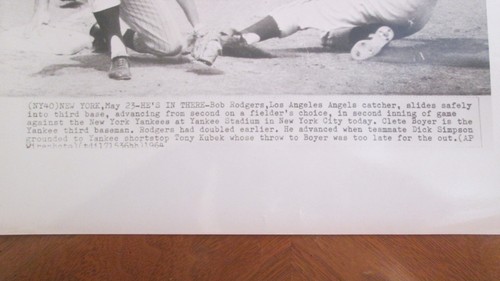 (NY40)NEW YORK,May 23-HE'S IN THERE-Bob Rodgers,Los Angeles Angels catcher, slides safely
into third base, advancing from second on a fielder's choice, in second inning of game
against the New York Yankees at Yankee Stadium in New York City today. Clete Boyer is the
Yankee third baseman. Rodgers had doubled earlier. He advanced when teammate Dick Simpson
grounded to Yankee shortstop Tony Kubek whose throw to Boyer was too late for the out.(AP
1964